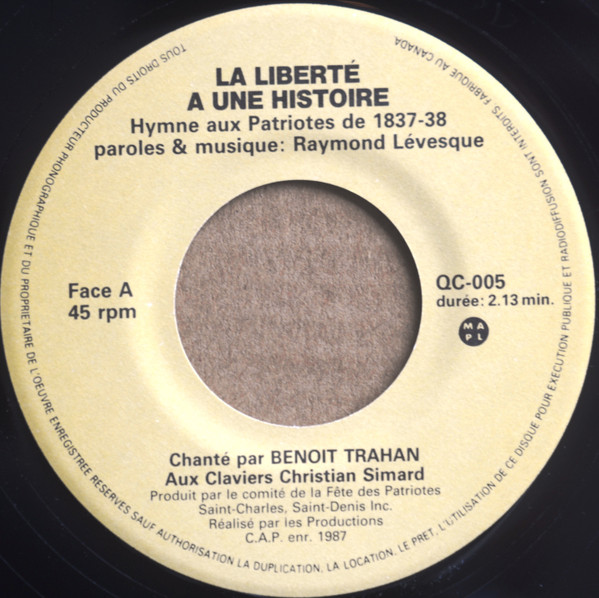 LA LIBERTÉ
A UNE HISTOIRE
Hymne aux Patriotes de 1837-38
paroles & musique: Raymond Lévesque
Face A
45 rpm
QC-005
durée: 2.13 min.
M A
P L
Chanté par BENOIT TRAHAN
Aux Claviers Christian Simard
Produit par le comité de la Fête des Patriotes
Saint-Charles, Saint-Denis Inc.
Réalisé par les Productions
C.A.P. enr. 1987
TOUS DROITS DU PRODUCTEUR PHONOGRAPHIQUE ET DU PROPRIETAIRE DE L'OEUVRE ENREGISTREE RESERVES SAUF AUTHORISATION LA DUPLICATION, LA LOCATION, LE PRET, L'UTILISATION DE CE DISQUE POUR EXECUTION PUBLIQUE ET RADIODIFFUSION SONT INTERDITS FABRIQUE AU CANADA